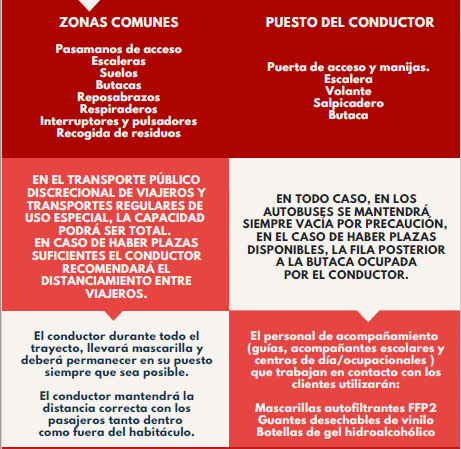 ZONAS COMUNES
Pasamanos de acceso
Escaleras
Suelos
Butacas
Reposabrazos
Respiraderos
Interruptores y pulsadores
Recogida de residuos
PUESTO DEL CONDUCTOR
Puerta de acceso y manijas.
Escalera
Volante
Salpicadero
Butaca
EN EL TRANSPORTE PÚBLICO
DISCRECIONAL DE VIAJEROS Y
TRANSPORTES REGULARES DE
USO ESPECIAL, LA CAPACIDAD
PODRÁ SER TOTAL.
EN CASO DE HABER PLAZAS
SUFICIENTES EL CONDUCTOR
RECOMENDARÁ EL
DISTANCIAMIENTO ENTRE
VIAJEROS.
EN TODO CASO, EN LOS
AUTOBUSES SE MANTENDRÁ
SIEMPRE VACÍA POR PRECAUCIÓN,
EN EL CASO DE HABER PLAZAS
DISPONIBLES, LA FILA POSTERIOR
A LA BUTACA OCUPADA
POR EL CONDUCTOR.
El conductor durante todo el
trayecto, llevará mascarilla y
deberá permanecer en su puesto
siempre que sea posible.
El conductor mantendrá la
distancia correcta con los
pasajeros tanto dentro
como fuera del habitáculo.
El personal de acompañamiento
(guías, acompañantes escolares y
centros de día/ocupacionales )
que trabajan en contacto con los
clientes utilizarán:
Mascarillas autofiltrantes FFP2
Guantes desechables de vinilo
Botellas de gel hidroalcohólico